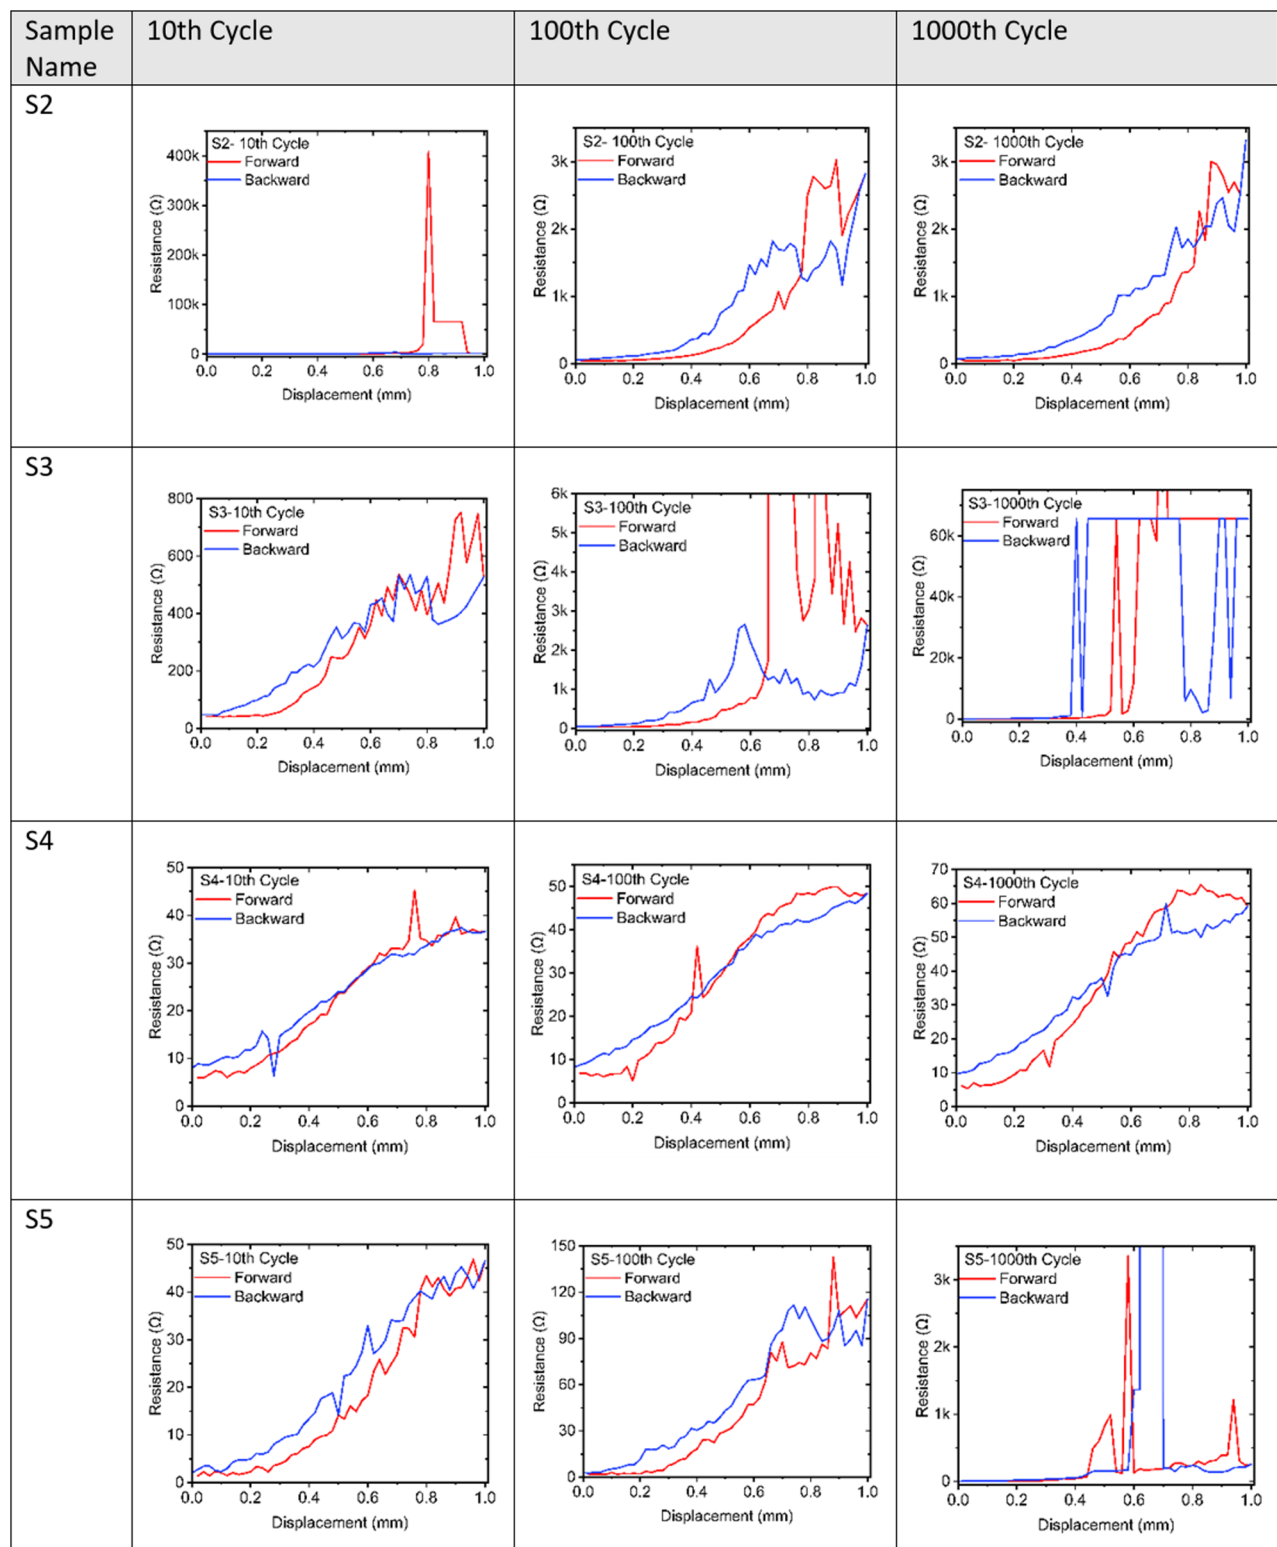 Sample Name
10th Cycle
100th Cycle
1000th Cycle
S2
S2- 10th Cycle
Forward
Backward
Resistance (Ω)
400k
300k
200k
100k
0
0.0 0.2 0.4 0.6 0.8 1.0
Displacement (mm)
S2- 100th Cycle
Forward
Backward
Resistance (Ω)
3k
2k
1k
0
0.0 0.2 0.4 0.6 0.8 1.0
Displacement (mm)
S2- 1000th Cycle
Forward
Backward
Resistance (Ω)
3k
2k
1k
0
0.0 0.2 0.4 0.6 0.8 1.0
Displacement (mm)
S3
S3-10th Cycle
Forward
Backward
Resistance (Ω)
800
600
400
200
0
0.0 0.2 0.4 0.6 0.8 1.0
Displacement (mm)
S3-100th Cycle
Forward
Backward
Resistance (Ω)
6k
5k
4k
3k
2k
1k
0
0.0 0.2 0.4 0.6 0.8 1.0
Displacement (mm)
S3-1000th Cycle
Forward
Backward
Resistance (Ω)
60k
40k
20k
0
0.0 0.2 0.4 0.6 0.8 1.0
Displacement (mm)
S4
S4-10th Cycle
Forward
Backward
Resistance (Ω)
50
40
30
20
10
0
0.0 0.2 0.4 0.6 0.8 1.0
Displacement (mm)
S4-100th Cycle
Forward
Backward
Resistance (Ω)
50
40
30
20
10
0
0.0 0.2 0.4 0.6 0.8 1.0
Displacement (mm)
S4-1000th Cycle
Forward
Backward
Resistance (Ω)
70
60
50
40
30
20
10
0
0.0 0.2 0.4 0.6 0.8 1.0
Displacement (mm)
S5
S5-10th Cycle
Forward
Backward
Resistance (Ω)
50
40
30
20
10
0
0.0 0.2 0.4 0.6 0.8 1.0
Displacement (mm)
S5-100th Cycle
Forward
Backward
Resistance (Ω)
150
120
90
60
30
0
0.0 0.2 0.4 0.6 0.8 1.0
Displacement (mm)
S5-1000th Cycle
Forward
Backward
Resistance (Ω)
3k
2k
1k
0
0.0 0.2 0.4 0.6 0.8 1.0
Displacement (mm)